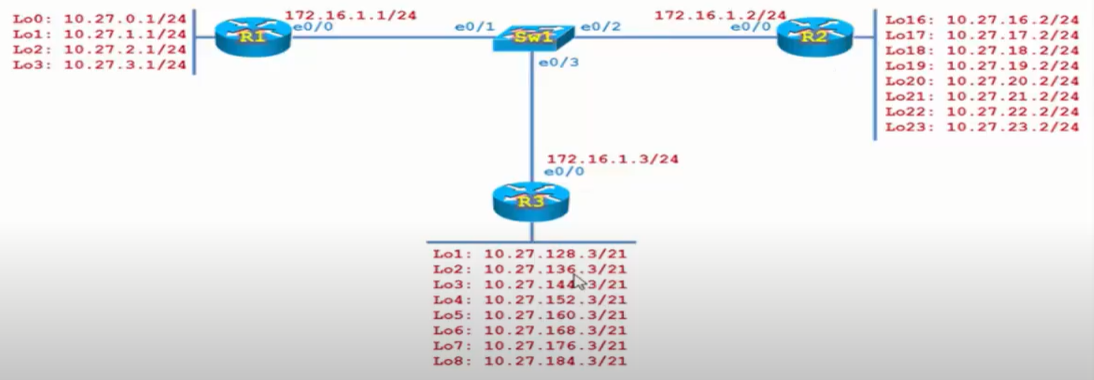 172.16.1.1/24
172.16.1.2/24
Lo0: 10.27.0.1/24
Lo1: 10.27.1.1/24
Lo2: 10.27.2.1/24
Lo3: 10.27.3.1/24
R1
e0/0
e0/1
Sw1
e0/2
e0/3
e0/0
R2
Lo16: 10.27.16.2/24
Lo17: 10.27.17.2/24
Lo18: 10.27.18.2/24
Lo19: 10.27.19.2/24
Lo20: 10.27.20.2/24
Lo21: 10.27.21.2/24
Lo22: 10.27.22.2/24
Lo23: 10.27.23.2/24
172.16.1.3/24
e0/0
R3
Lo1: 10.27.128.3/21
Lo2: 10.27.136.3/21
Lo3: 10.27.144.3/21
Lo4: 10.27.152.3/21
Lo5: 10.27.160.3/21
Lo6: 10.27.168.3/21
Lo7: 10.27.176.3/21
Lo8: 10.27.184.3/21